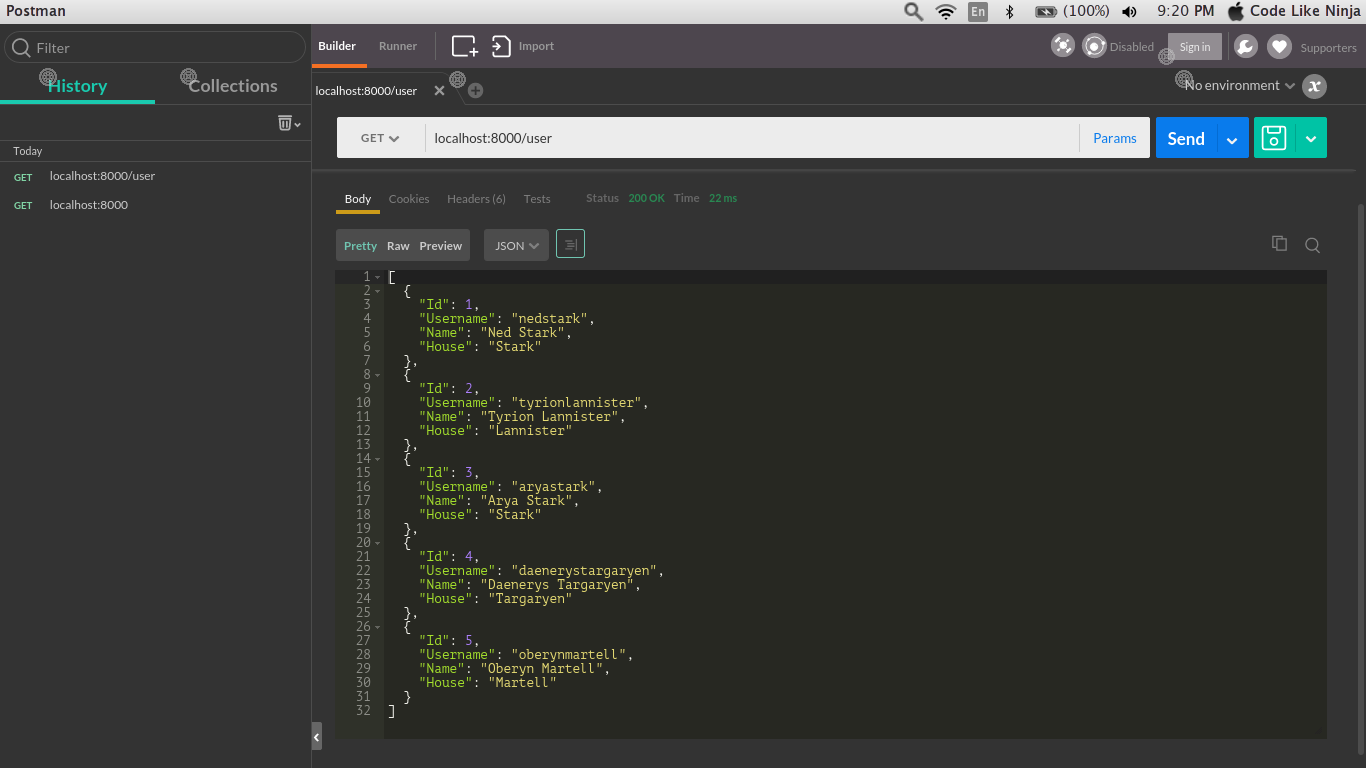 Postman
En (100%) 9:20 PM Code Like Ninja
Filter
History Collections
Today
GET localhost:8000/user
GET localhost:8000
Builder Runner Import Disabled Sign in Supporters
localhost:8000/user No environment x
GET localhost:8000/user Params Send
Body Cookies Headers (6) Tests Status 200 OK Time 22 ms
Pretty Raw Preview JSON
1 [
2 {
3 "Id": 1,
4 "Username": "nedstark",
5 "Name": "Ned Stark",
6 "House": "Stark"
7 },
8 {
9 "Id": 2,
10 "Username": "tyrionlannister",
11 "Name": "Tyrion Lannister",
12 "House": "Lannister"
13 },
14 {
15 "Id": 3,
16 "Username": "aryastark",
17 "Name": "Arya Stark",
18 "House": "Stark"
19 },
20 {
21 "Id": 4,
22 "Username": "daenerystargaryen",
23 "Name": "Daenerys Targaryen",
24 "House": "Targaryen"
25 },
26 {
27 "Id": 5,
28 "Username": "oberynmartell",
29 "Name": "Oberyn Martell",
30 "House": "Martell"
31 }
32 ]